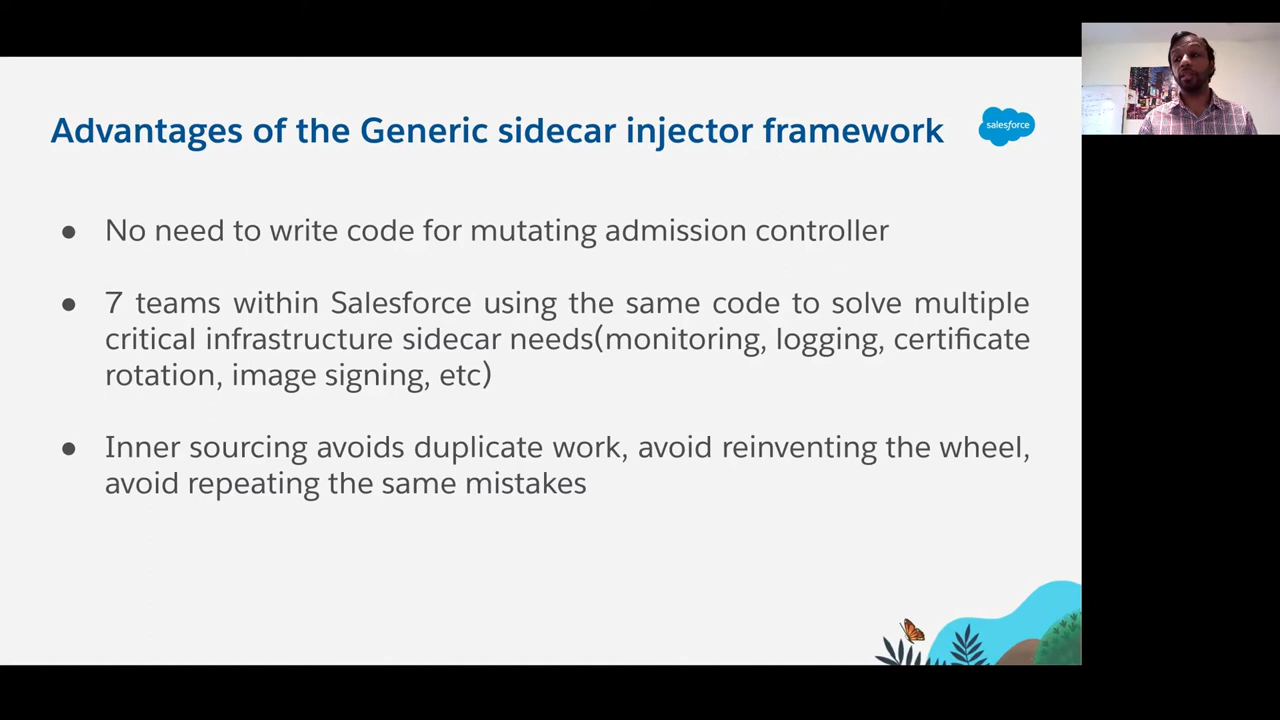 Advantages of the Generic sidecar injector framework
salesforce
● No need to write code for mutating admission controller
● 7 teams within Salesforce using the same code to solve multiple
critical infrastructure sidecar needs(monitoring, logging, certificate
rotation, image signing, etc)
● Inner sourcing avoids duplicate work, avoid reinventing the wheel,
avoid repeating the same mistakes